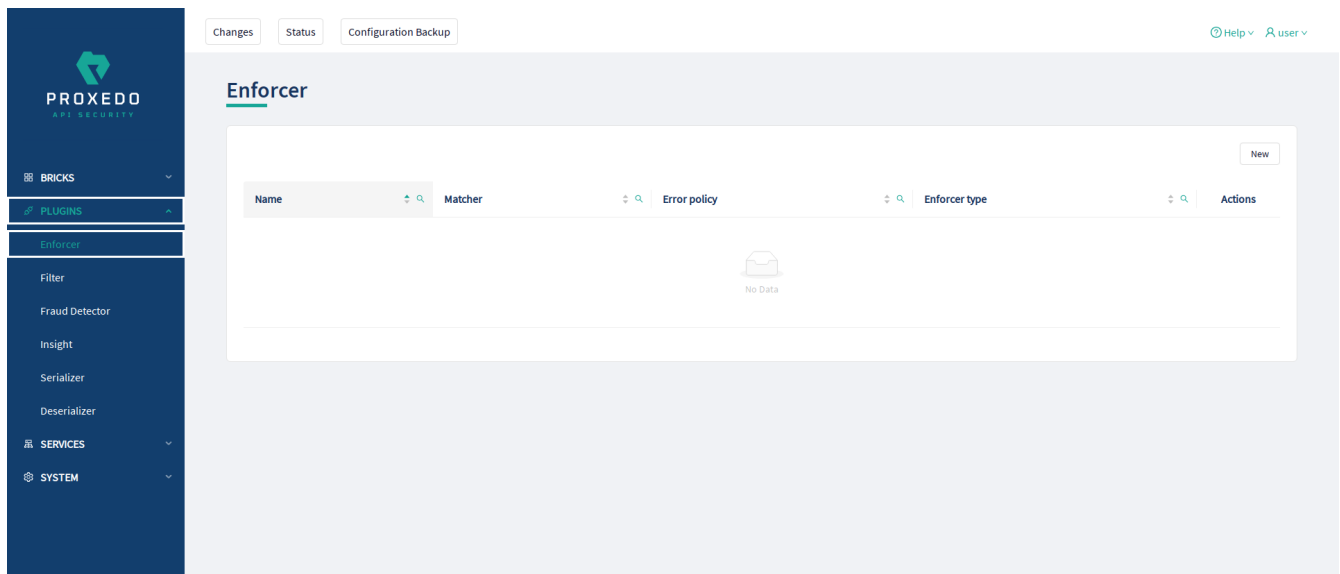 Changes Status Configuration Backup Help user
PROXEDO
API SECURITY
Enforcer
New
BRICKS
Name Matcher Error policy Enforcer type Actions
PLUGINS
Enforcer
Filter
No Data
Fraud Detector
Insight
Serializer
Deserializer
SERVICES
SYSTEM